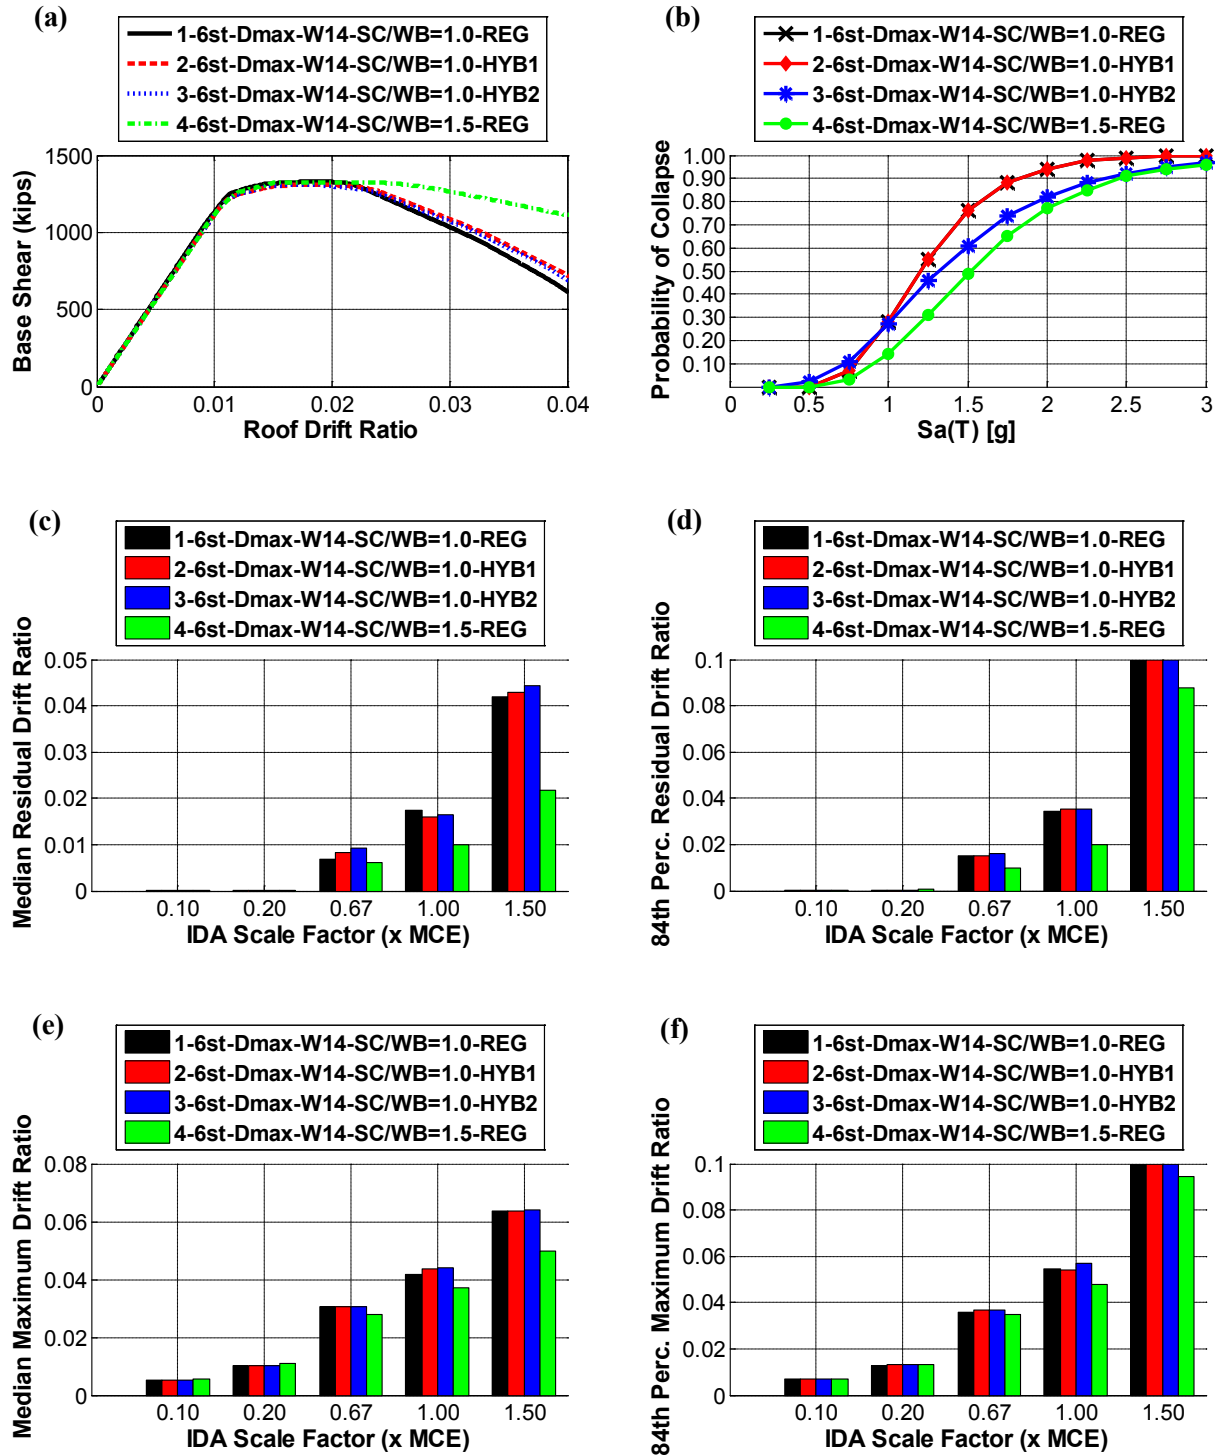 (a)
1-6st-Dmax-W14-SC/WB=1.0-REG
2-6st-Dmax-W14-SC/WB=1.0-HYB1
3-6st-Dmax-W14-SC/WB=1.0-HYB2
4-6st-Dmax-W14-SC/WB=1.5-REG
Base Shear (kips)
1500
1000
500
0
0 0.01 0.02 0.03 0.04
Roof Drift Ratio
(b)
1-6st-Dmax-W14-SC/WB=1.0-REG
2-6st-Dmax-W14-SC/WB=1.0-HYB1
3-6st-Dmax-W14-SC/WB=1.0-HYB2
4-6st-Dmax-W14-SC/WB=1.5-REG
Probability of Collapse
1.00
0.90
0.80
0.70
0.60
0.50
0.40
0.30
0.20
0.10
0 0.5 1 1.5 2 2.5 3
Sa(T) [g]
(c)
1-6st-Dmax-W14-SC/WB=1.0-REG
2-6st-Dmax-W14-SC/WB=1.0-HYB1
3-6st-Dmax-W14-SC/WB=1.0-HYB2
4-6st-Dmax-W14-SC/WB=1.5-REG
Median Residual Drift Ratio
0.05
0.04
0.03
0.02
0.01
0
0.10 0.20 0.67 1.00 1.50
IDA Scale Factor (x MCE)
(d)
1-6st-Dmax-W14-SC/WB=1.0-REG
2-6st-Dmax-W14-SC/WB=1.0-HYB1
3-6st-Dmax-W14-SC/WB=1.0-HYB2
4-6st-Dmax-W14-SC/WB=1.5-REG
84th Perc. Residual Drift Ratio
0.1
0.08
0.06
0.04
0.02
0
0.10 0.20 0.67 1.00 1.50
IDA Scale Factor (x MCE)
(e)
1-6st-Dmax-W14-SC/WB=1.0-REG
2-6st-Dmax-W14-SC/WB=1.0-HYB1
3-6st-Dmax-W14-SC/WB=1.0-HYB2
4-6st-Dmax-W14-SC/WB=1.5-REG
Median Maximum Drift Ratio
0.08
0.06
0.04
0.02
0
0.10 0.20 0.67 1.00 1.50
IDA Scale Factor (x MCE)
(f)
1-6st-Dmax-W14-SC/WB=1.0-REG
2-6st-Dmax-W14-SC/WB=1.0-HYB1
3-6st-Dmax-W14-SC/WB=1.0-HYB2
4-6st-Dmax-W14-SC/WB=1.5-REG
84th Perc. Maximum Drift Ratio
0.1
0.08
0.06
0.04
0.02
0
0.10 0.20 0.67 1.00 1.50
IDA Scale Factor (x MCE)